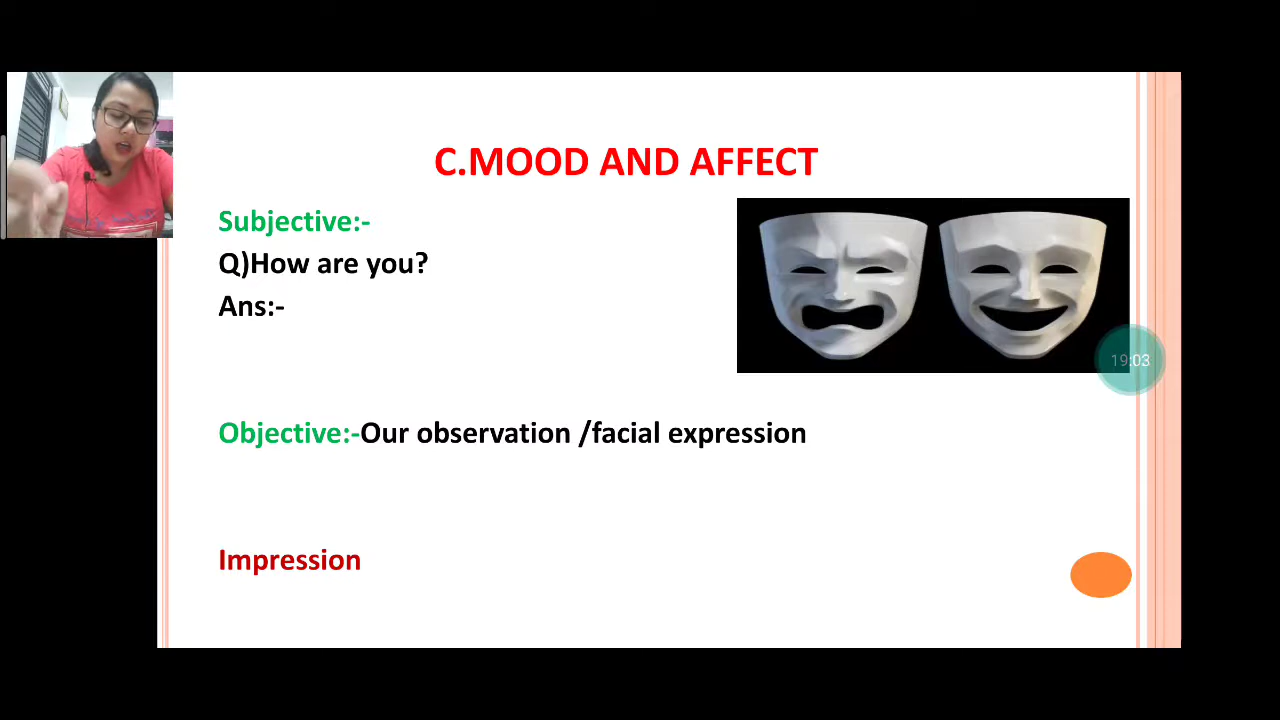 C.MOOD AND AFFECT
Subjective:-
Q)How are you?
Ans:-
19:03
Objective:-Our observation /facial expression
Impression